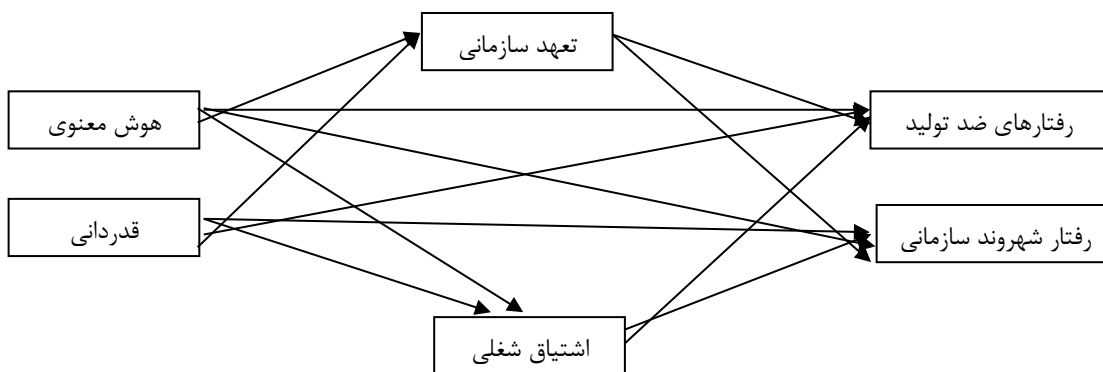 تعهد سازمانی
هوش معنوی
رفتارهای ضد تولید
قدردانی
رفتار شهروند سازمانی
اشتیاق شغلی